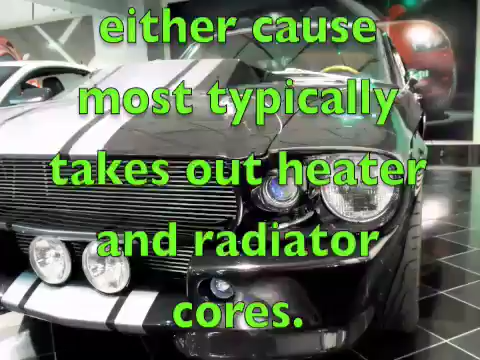 either cause
most typically
takes out heater
and radiator
cores.